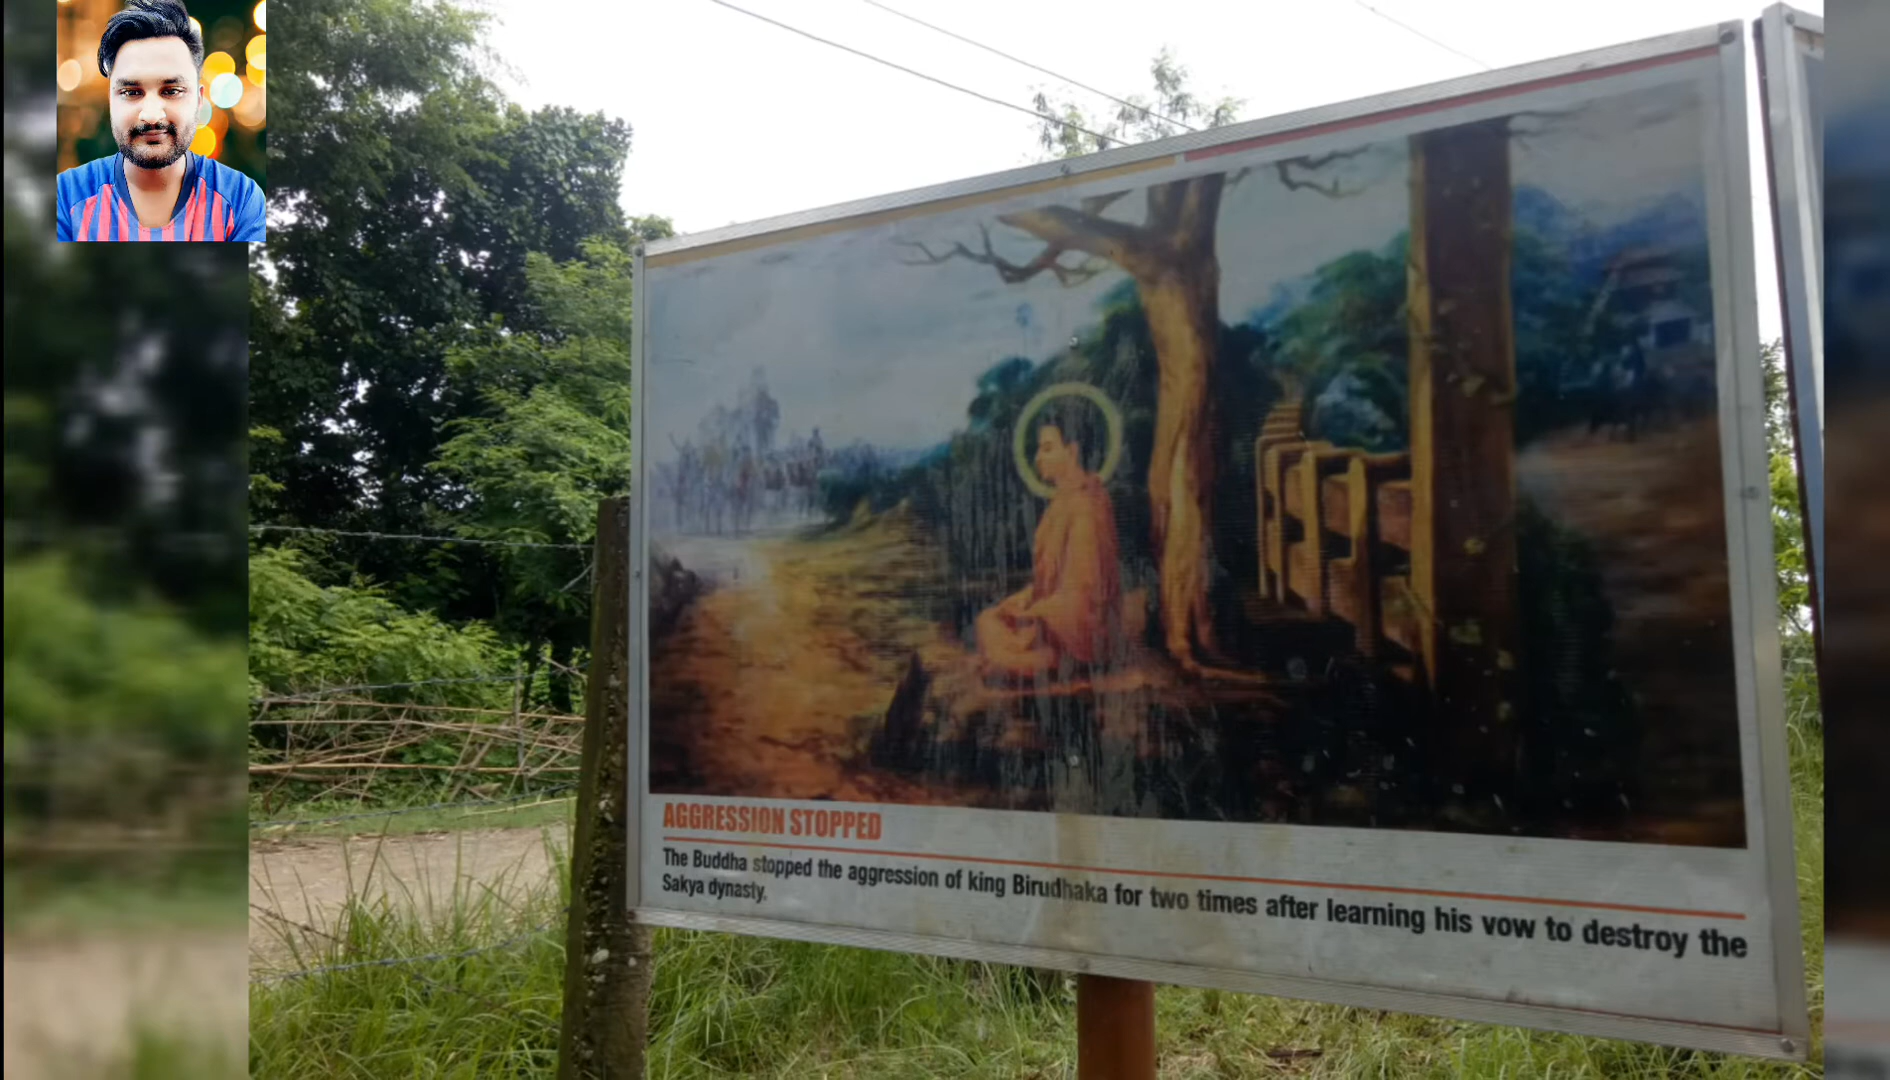 AGGRESSION STOPPED
The Buddha stopped the aggression of king Birudhaka for two times after learning his vow to destroy the
Sakya dynasty.